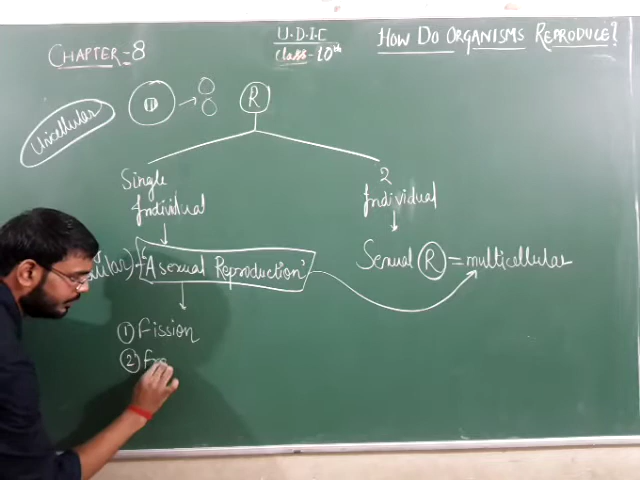 U.D.I.C
CHAPTER-8
Class-10th
HOW DO ORGANISMS REPRODUCE?
Unicellular
R
Single
Individual
2
Individual
"Asexual Reproduction"
Sexual R = multicellular
① Fission
②